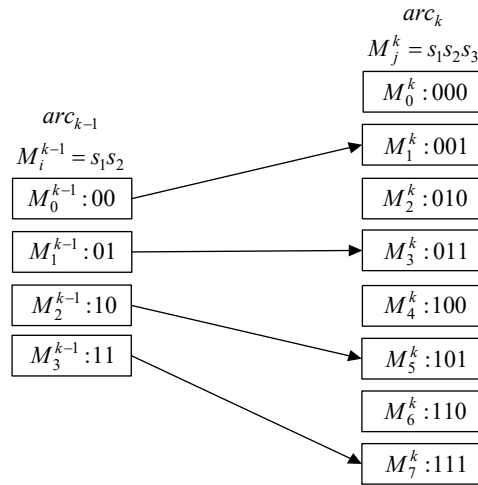 arc_{k-1}
M_i^{k-1} = s_1s_2
M_0^{k-1}:00
M_1^{k-1}:01
M_2^{k-1}:10
M_3^{k-1}:11
arc_k
M_j^k = s_1s_2s_3
M_0^k:000
M_1^k:001
M_2^k:010
M_3^k:011
M_4^k:100
M_5^k:101
M_6^k:110
M_7^k:111